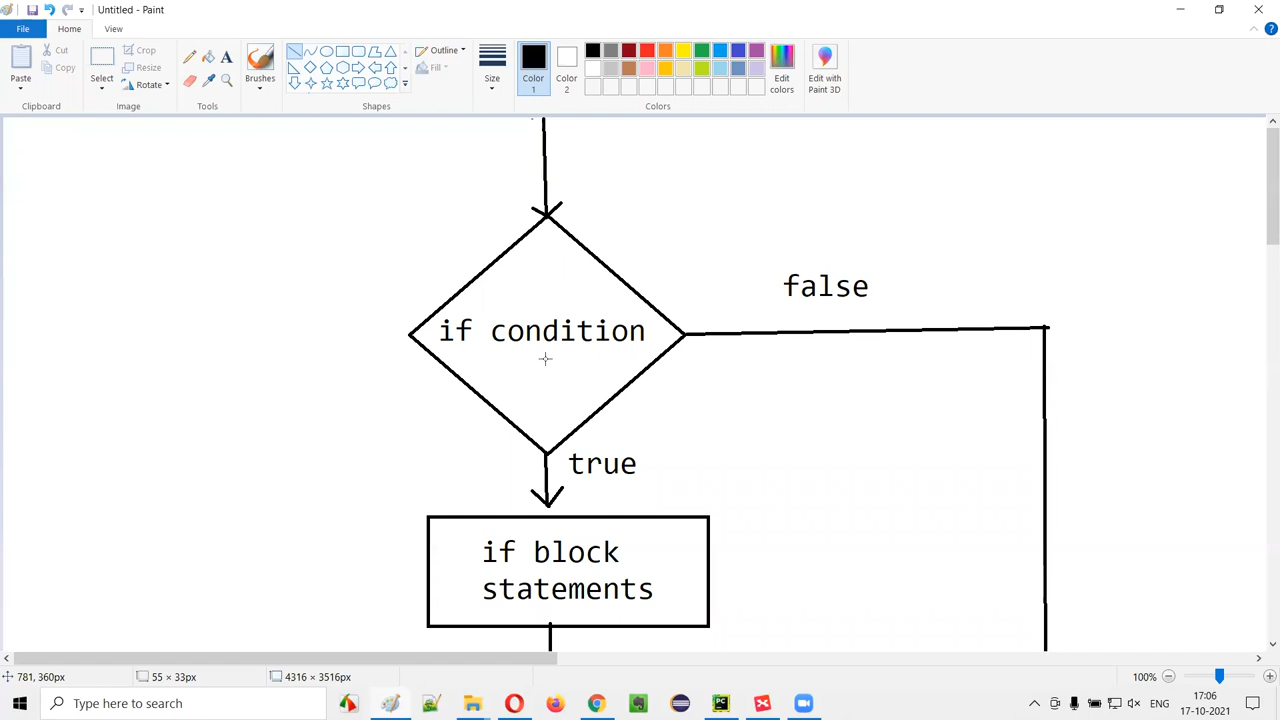 Untitled - Paint
File
Home
View
Paste
Cut
Copy
Clipboard
Select
Crop
Resize
Rotate
Image
Tools
Brushes
Shapes
Outline
Fill
Size
Color 1
Color 2
Edit colors
Colors
Edit with Paint 3D
false
if condition
true
if block
statements
781, 360px
55 × 33px
4316 × 3516px
100%
Type here to search
ENG
17:06
17-10-2021